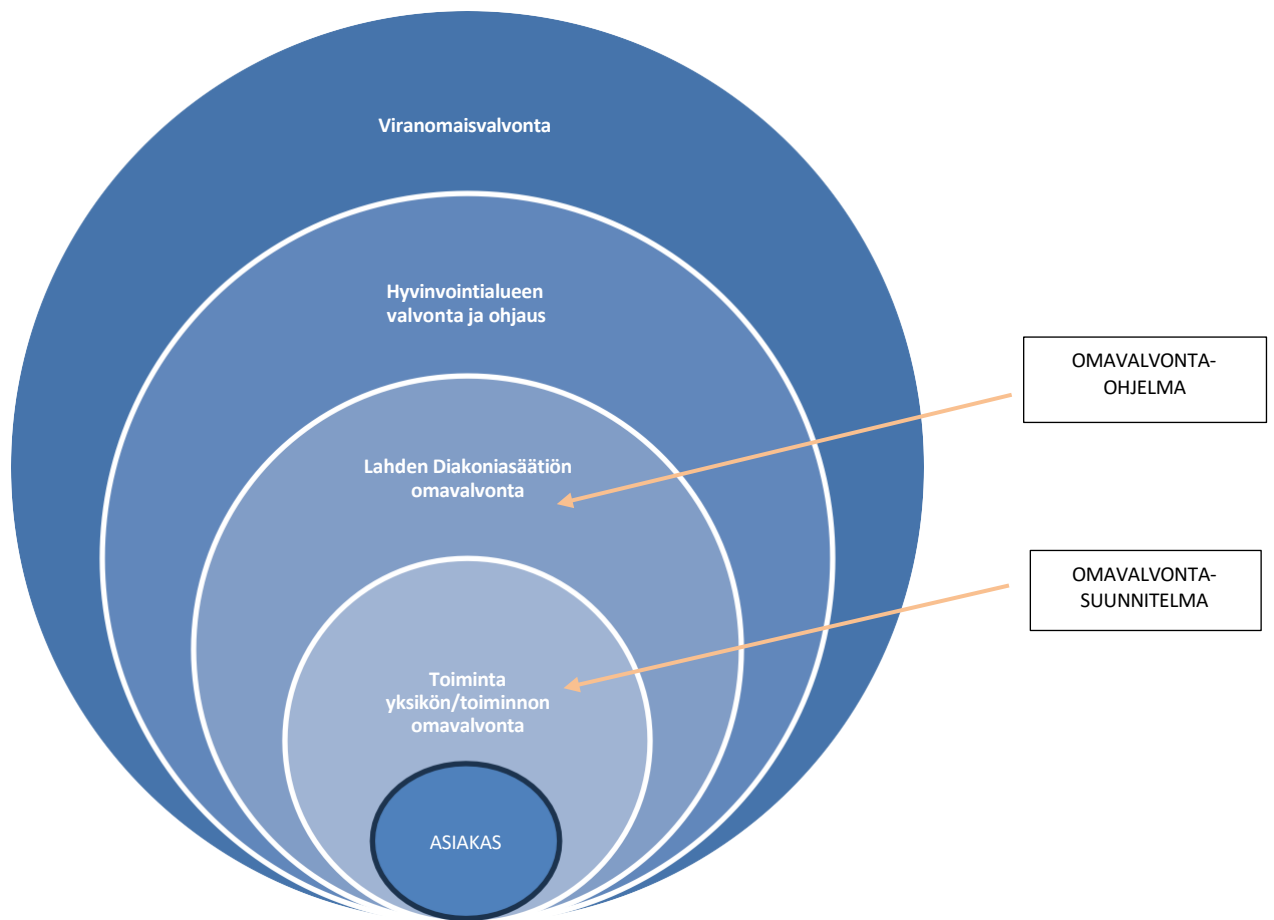 Viranomaisvalvonta
Hyvinvointialueen
valvonta ja ohjaus
OMAVALVONTA-
OHJELMA
Lahden Diakoniasäätiön
omavalvonta
OMAVALVONTA-
SUUNNITELMA
Toiminta
yksikön/toiminnon
omavalvonta
ASIAKAS